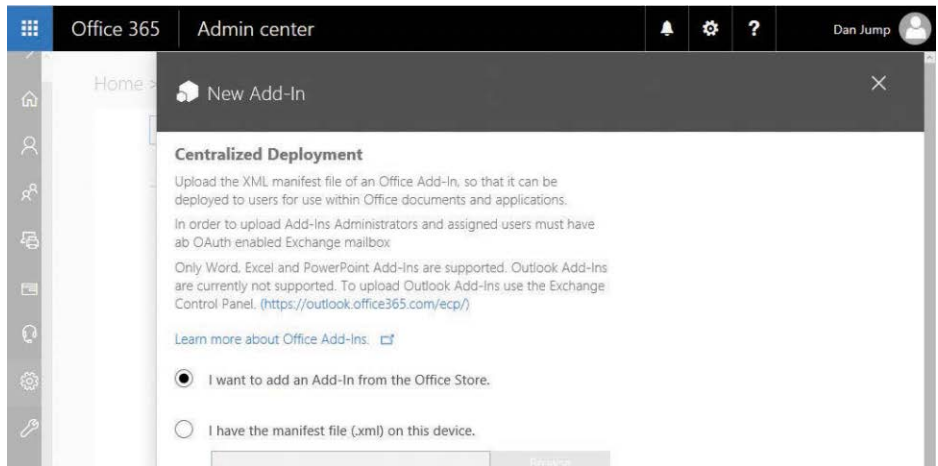 Office 365
Admin center
?
Dan Jump
Home >
New Add-In
Centralized Deployment
Upload the XML manifest file of an Office Add-In, so that it can be
deployed to users for use within Office documents and applications.
In order to upload Add-Ins Administrators and assigned users must have
ab OAuth enabled Exchange mailbox
Only Word, Excel and PowerPoint Add-Ins are supported. Outlook Add-Ins
are currently not supported. To upload Outlook Add-Ins use the Exchange
Control Panel. (https://outlook.office365.com/ecp/)
Learn more about Office Add-Ins.
I want to add an Add-In from the Office Store.
I have the manifest file (.xml) on this device.